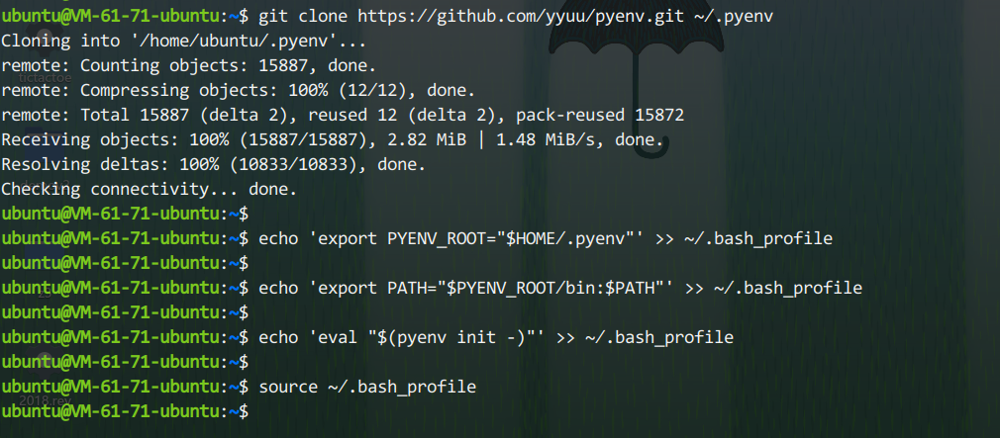 ubuntu@VM-61-71-ubuntu:~$ git clone https://github.com/yyuu/pyenv.git ~/.pyenv
Cloning into '/home/ubuntu/.pyenv'...
remote: Counting objects: 15887, done.
tictactoe
remote: Compressing objects: 100% (12/12), done.
remote: Total 15887 (delta 2), reused 12 (delta 2), pack-reused 15872
Receiving objects: 100% (15887/15887), 2.82 MiB | 1.48 MiB/s, done.
Resolving deltas: 100% (10833/10833), done.
Checking connectivity... done.
ubuntu@VM-61-71-ubuntu:~$
ubuntu@VM-61-71-ubuntu:~$ echo 'export PYENV_ROOT="$HOME/.pyenv"' >> ~/.bash_profile
ubuntu@VM-61-71-ubuntu:~$
ubuntu@VM-61-71-ubuntu:~$ echo 'export PATH="$PYENV_ROOT/bin:$PATH"' >> ~/.bash_profile
ubuntu@VM-61-71-ubuntu:~$
ubuntu@VM-61-71-ubuntu:~$ echo 'eval "$(pyenv init -)"' >> ~/.bash_profile
ubuntu@VM-61-71-ubuntu:~$
ubuntu@VM-61-71-ubuntu:~$ source ~/.bash_profile
2018.rev
ubuntu@VM-61-71-ubuntu:~$